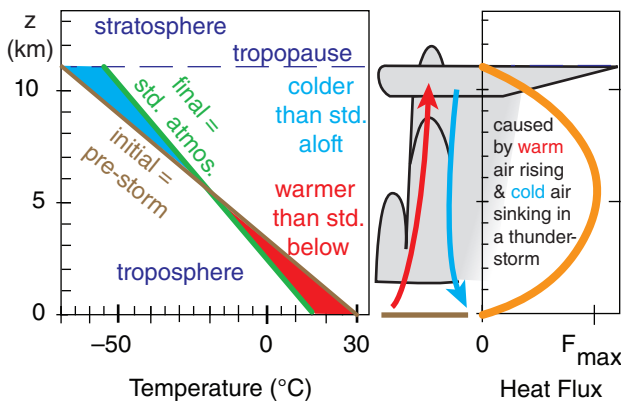 z
(km)
stratosphere
tropopause
10
colder
than std.
aloft
final =
std. atmos.
initial =
pre-storm
5
warmer
than std.
below
troposphere
0
–50
0
30
Temperature (°C)
caused
by warm
air rising
& cold air
sinking in
a thunder-
storm
0
Fmax
Heat Flux